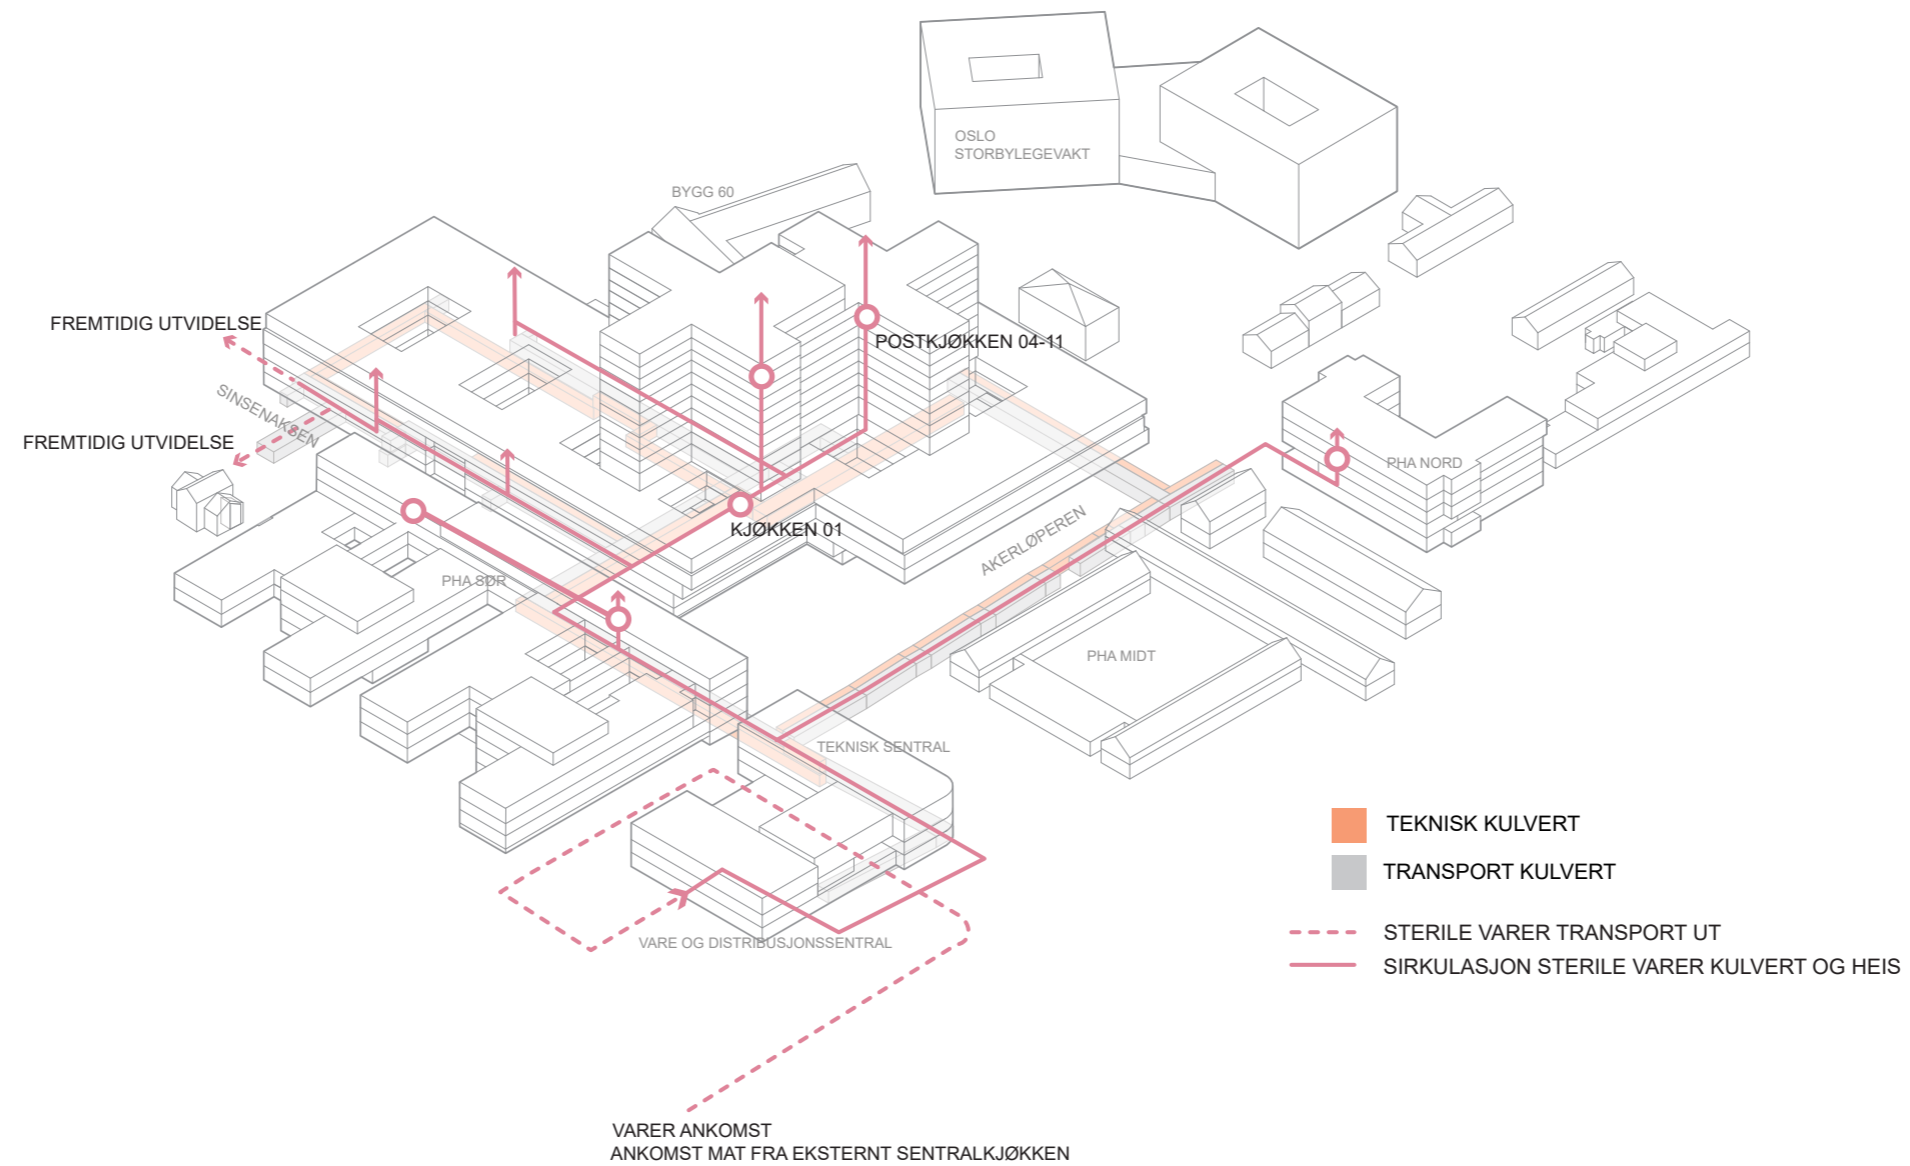 OSLO
STORBYLEGEVAKT
BYGG 60
FREMTIDIG UTVIDELSE
POSTKJØKKEN 04-11
SINSENAKSEN
FREMTIDIG UTVIDELSE
PHA NORD
KJØKKEN 01
AKERLØPEREN
PHA SØR
PHA MIDT
TEKNISK SENTRAL
TEKNISK KULVERT
TRANSPORT KULVERT
STERILE VARER TRANSPORT UT
VARE OG DISTRIBUSJONSSENTRAL
SIRKULASJON STERILE VARER KULVERT OG HEIS
VARER ANKOMST
ANKOMST MAT FRA EKSTERNT SENTRALKJØKKEN